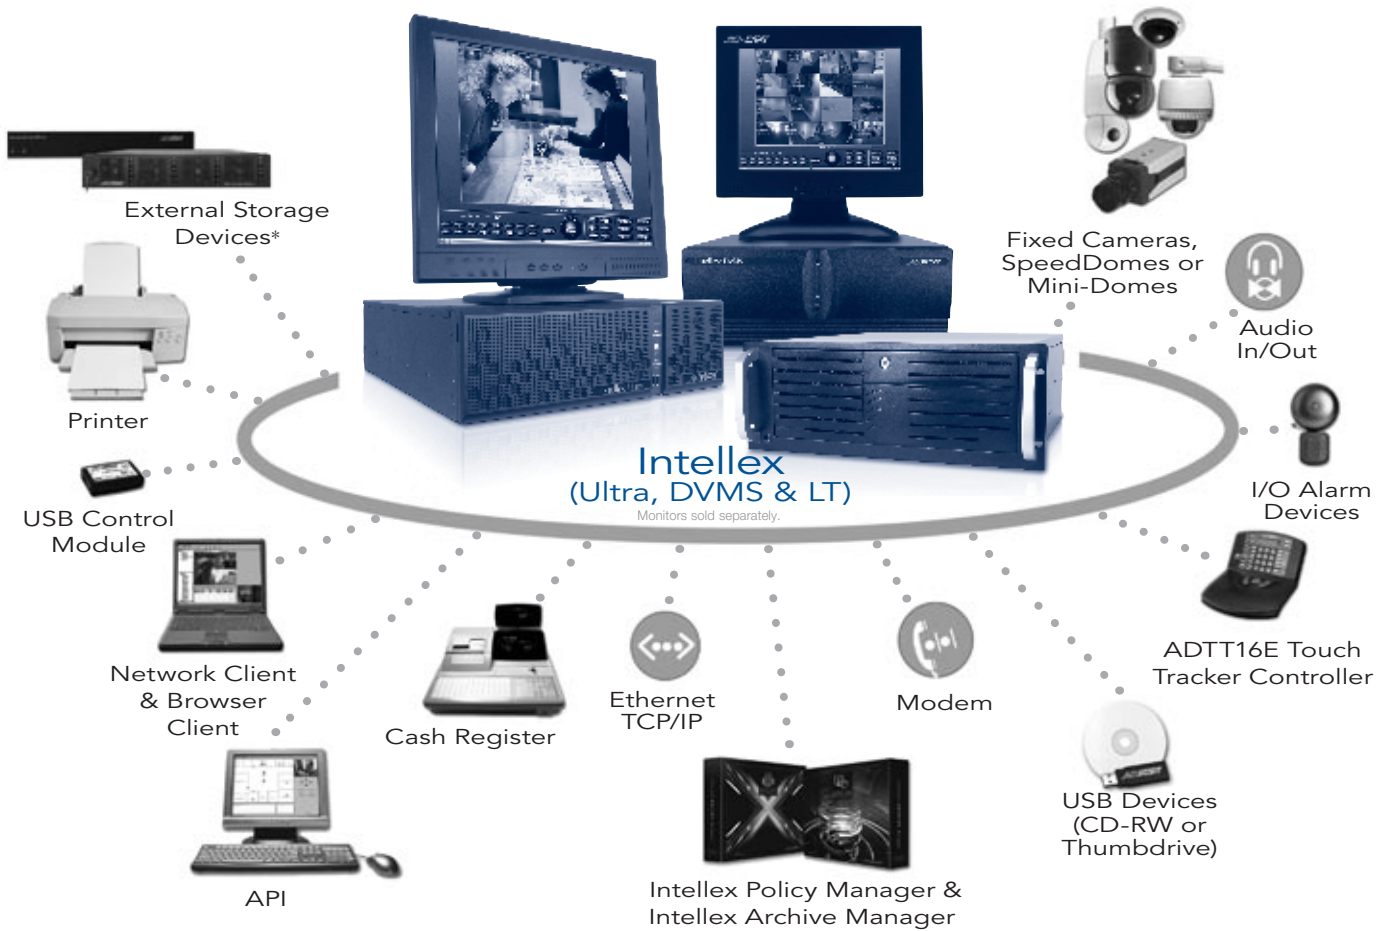 External Storage
Devices*
Fixed Cameras,
SpeedDomes or
Mini-Domes
Audio
In/Out
Printer
Intellex
(Ultra, DVMS & LT)
Monitors sold separately.
I/O Alarm
Devices
USB Control
Module
ADTT16E Touch
Tracker Controller
Network Client
& Browser
Client
Ethernet
TCP/IP
Modem
Cash Register
USB Devices
(CD-RW or
Thumbdrive)
API
Intellex Policy Manager &
Intellex Archive Manager